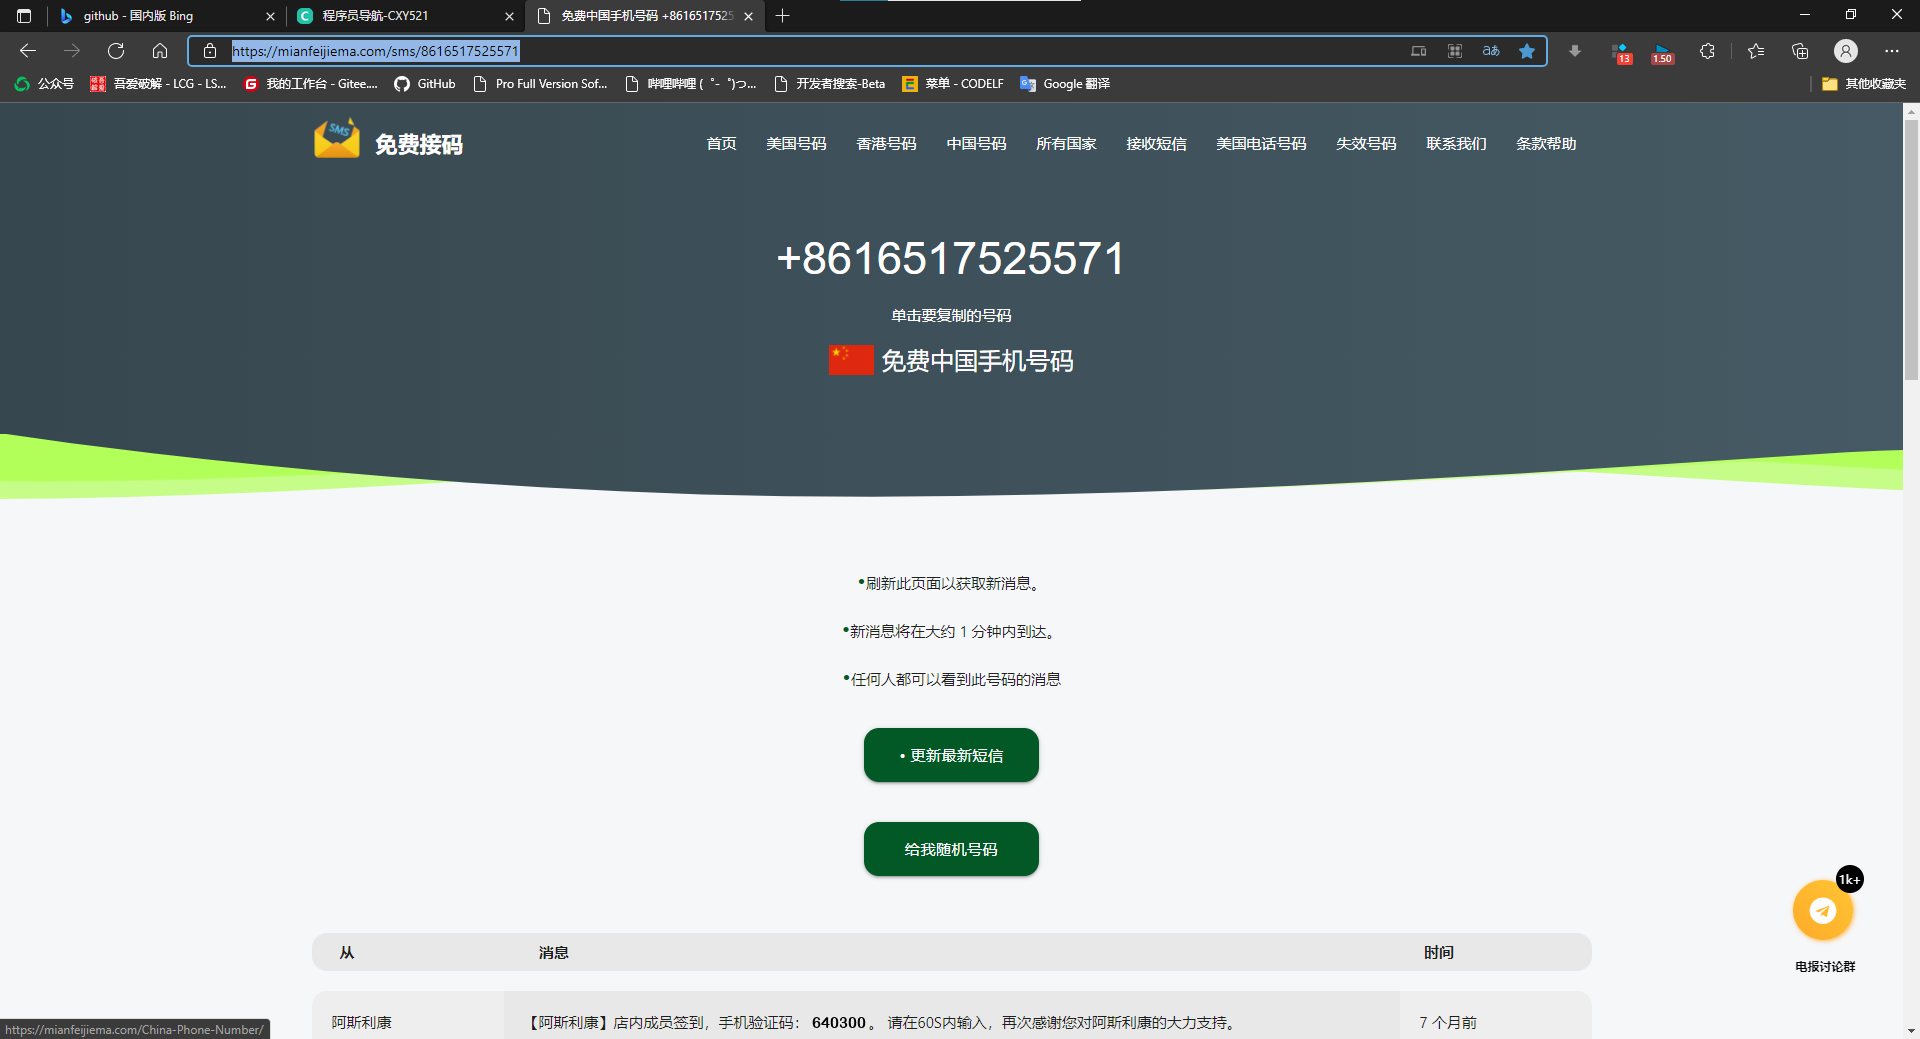 github - 国内版 Bing
程序员导航-CXY521
免费中国手机号码 +8616517525
https://mianfeijiema.com/sms/8616517525571
aあ
13
1.50
公众号
吾爱破解 - LCG - LS...
我的工作台 - Gitee....
GitHub
Pro Full Version Sof...
哔哩哔哩 ( ゜- ゜)つ...
开发者搜索-Beta
菜单 - CODELF
Google 翻译
其他收藏夹
SMS
免费接码
首页
美国号码
香港号码
中国号码
所有国家
接收短信
美国电话号码
失效号码
联系我们
条款帮助
+8616517525571
单击要复制的号码
免费中国手机号码
•刷新此页面以获取新消息。
•新消息将在大约 1 分钟内到达。
•任何人都可以看到此号码的消息
• 更新最新短信
给我随机号码
1k+
电报讨论群
从 消息 时间
阿斯利康 【阿斯利康】店内成员签到，手机验证码： 640300 。 请在60S内输入，再次感谢您对阿斯利康的大力支持。 7 个月前
https://mianfeijiema.com/China-Phone-Number/